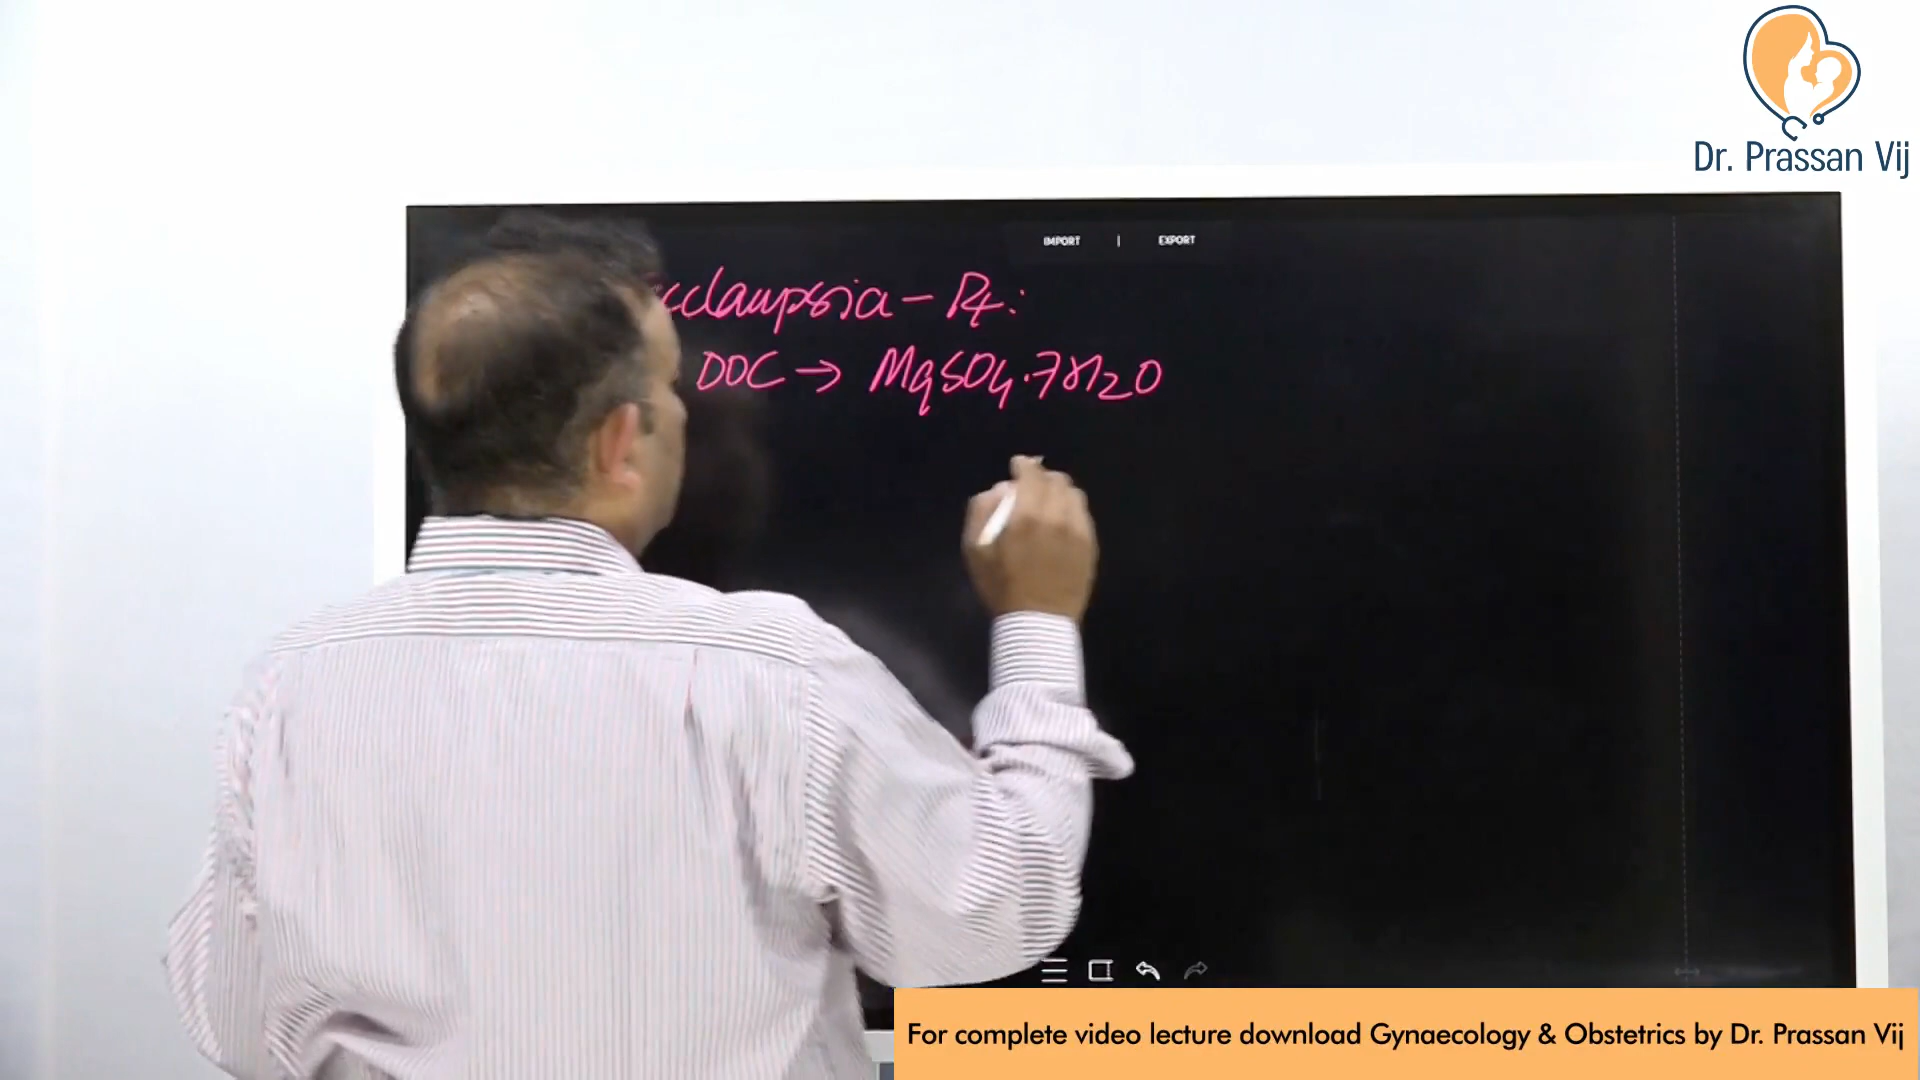 Dr. Prassan Vij
IMPORT | EXPORT
cclampsia - Rx:
DOC → MgSO4.7H2O
For complete video lecture download Gynaecology & Obstetrics by Dr. Prassan Vij